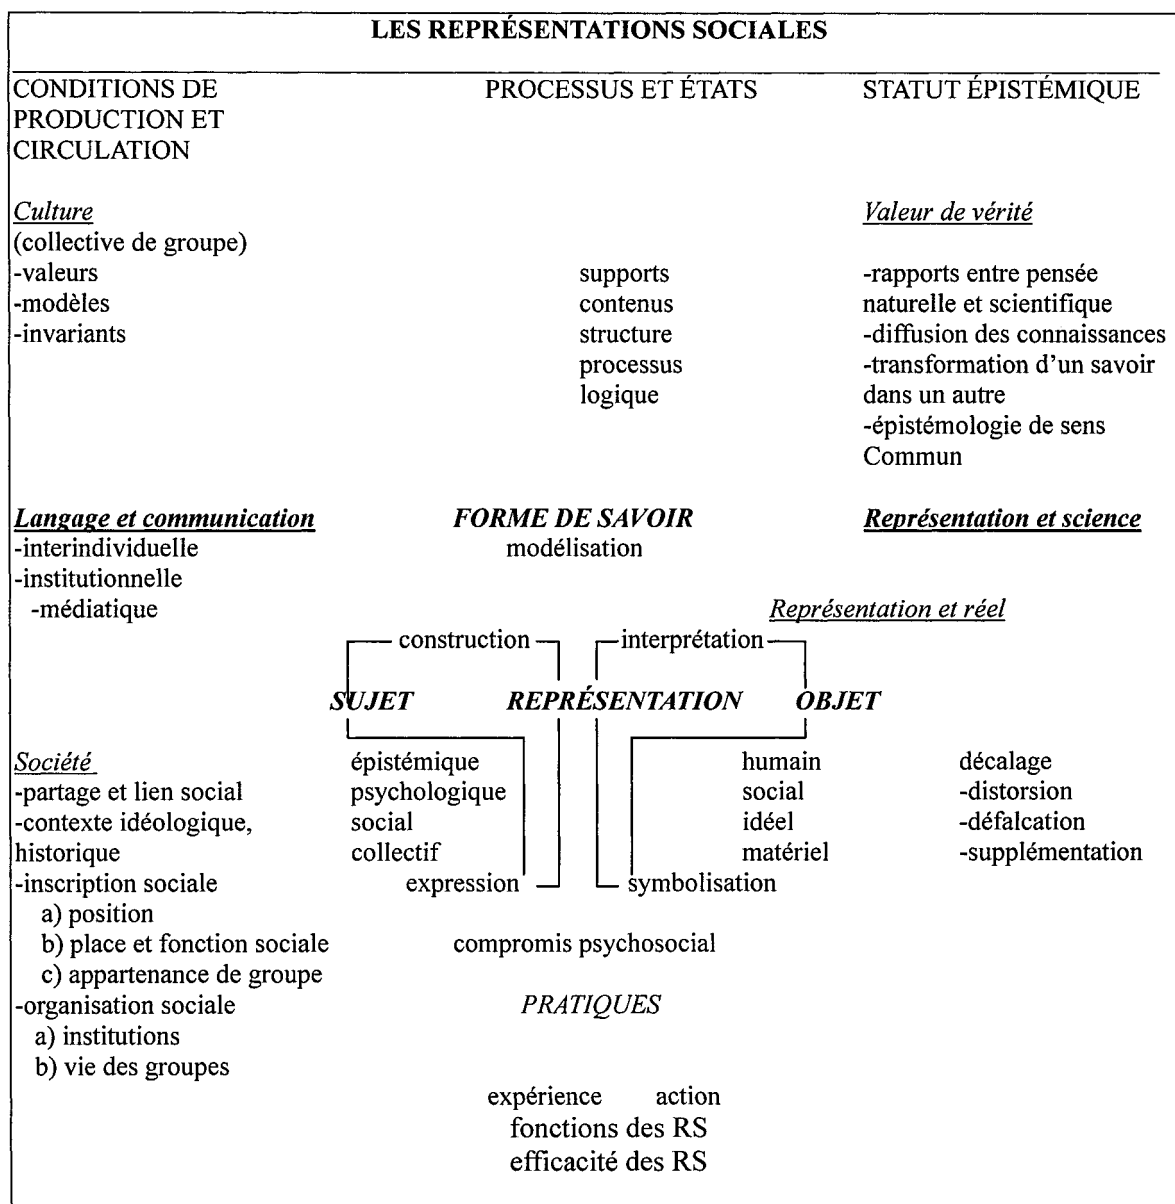 LES REPRÉSENTATIONS SOCIALES
CONDITIONS DE
PRODUCTION ET
CIRCULATION
PROCESSUS ET ÉTATS
STATUT ÉPISTÉMIQUE
Culture
(collective de groupe)
-valeurs
-modèles
-invariants
supports
contenus
structure
processus
logique
Valeur de vérité
-rapports entre pensée
naturelle et scientifique
-diffusion des connaissances
-transformation d'un savoir
dans un autre
-épistémologie de sens
Commun
Langage et communication
-interindividuelle
-institutionnelle
-médiatique
FORME DE SAVOIR
modélisation
Représentation et science
Représentation et réel
construction
interprétation
SUJET
REPRÉSENTATION
OBJET
Société
-partage et lien social
-contexte idéologique,
historique
-inscription sociale
a) position
b) place et fonction sociale
c) appartenance de groupe
-organisation sociale
a) institutions
b) vie des groupes
épistémique
psychologique
social
collectif
expression
humain
social
idéel
matériel
symbolisation
décalage
-distorsion
-défalcation
-supplémentation
compromis psychosocial
PRATIQUES
expérience action
fonctions des RS
efficacité des RS